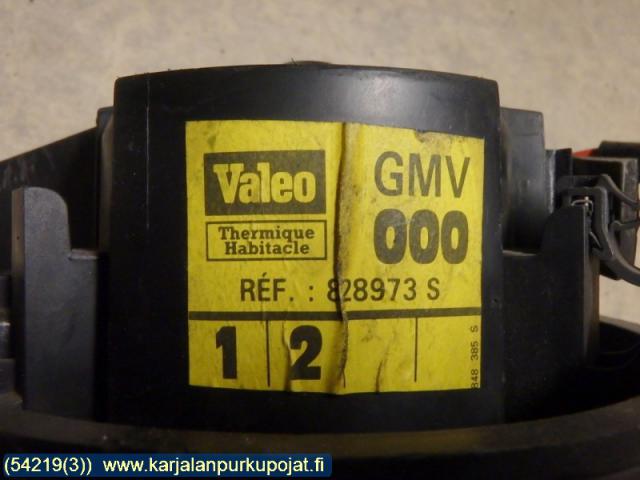 Valeo
GMV
Thermique
Habitacle
000
RÉF. : 828973 S
1 2
848 385 S
(54219(3)) www.karjalanpurkupojat.fi